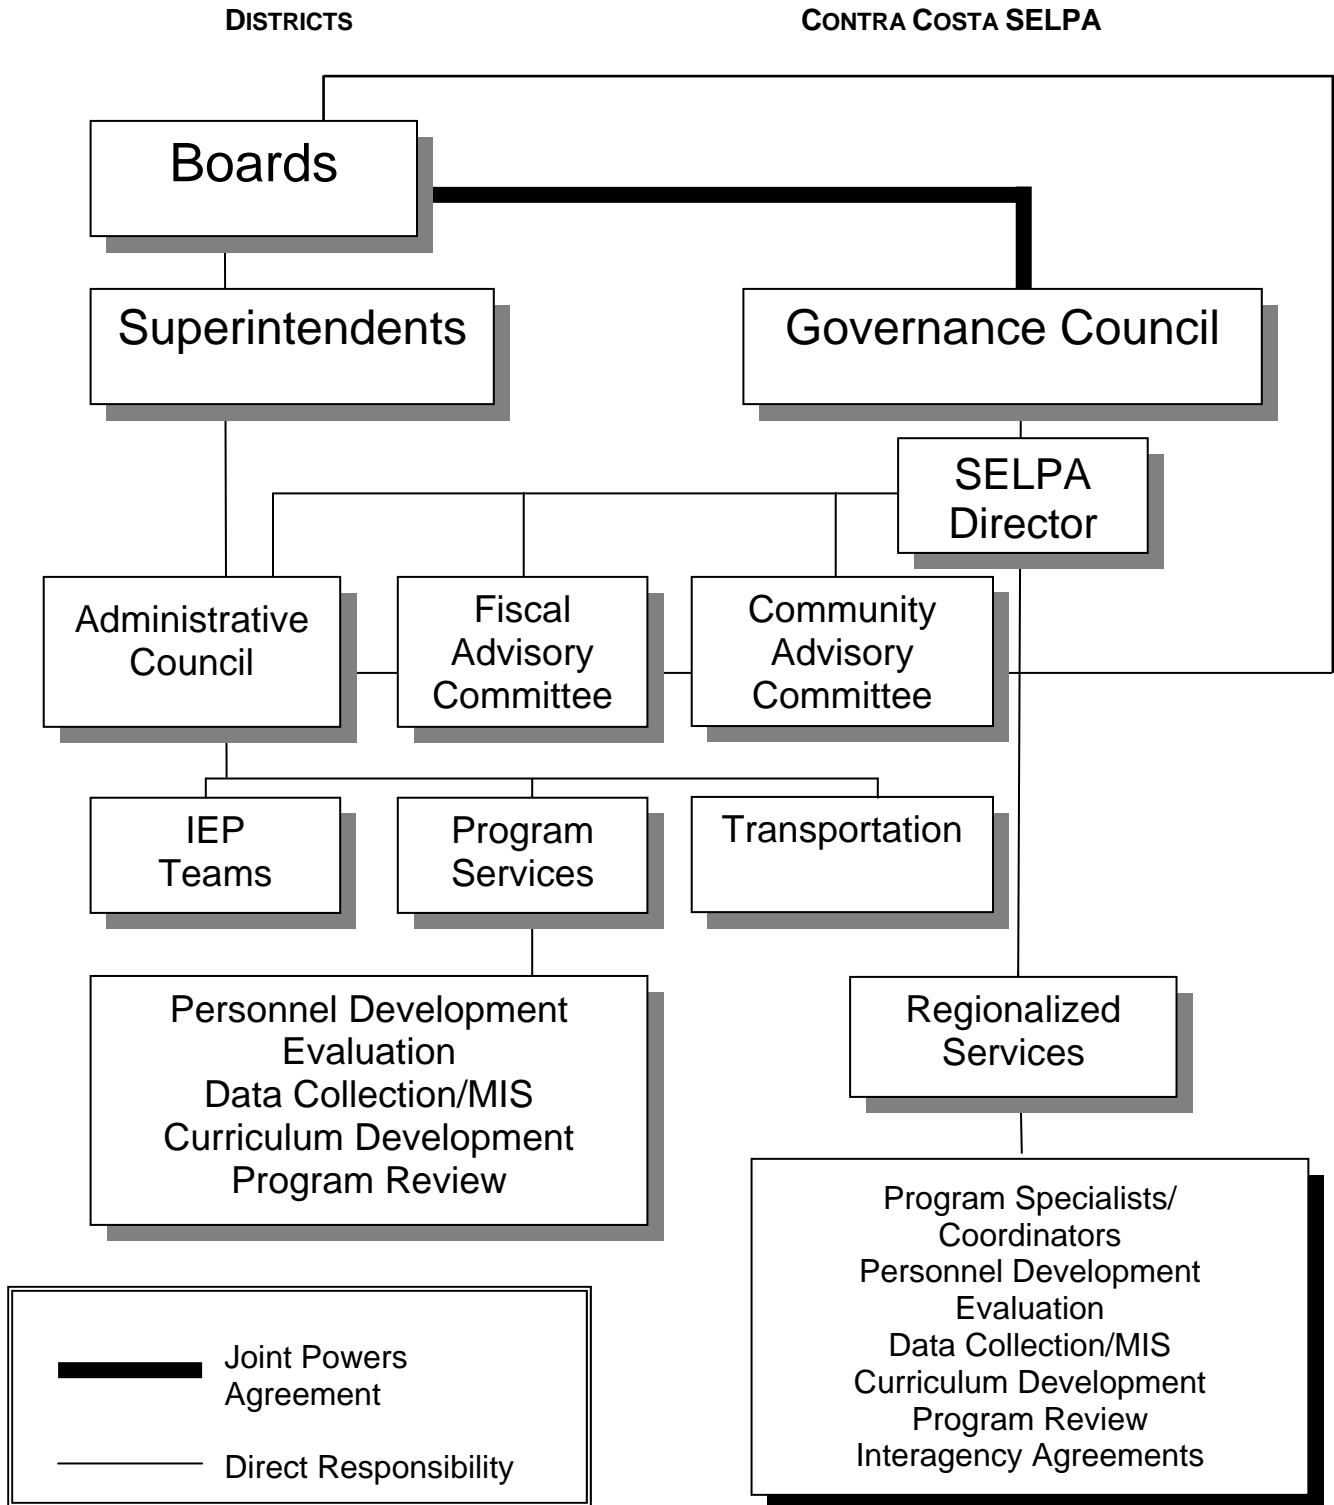 DISTRICTS
CONTRA COSTA SELPA
Boards
Superintendents
Governance Council
SELPA
Director
Administrative
Council
Fiscal
Advisory
Committee
Community
Advisory
Committee
IEP
Teams
Program
Services
Transportation
Personnel Development
Evaluation
Data Collection/MIS
Curriculum Development
Program Review
Regionalized
Services
Program Specialists/
Coordinators
Personnel Development
Evaluation
Data Collection/MIS
Curriculum Development
Program Review
Interagency Agreements
Joint Powers
Agreement
Direct Responsibility